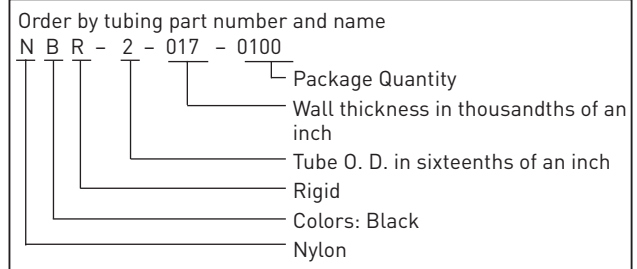 Order by tubing part number and name
N B R – 2 – 017 – 0100
Package Quantity
Wall thickness in thousandths of an
inch
Tube O. D. in sixteenths of an inch
Rigid
Colors: Black
Nylon